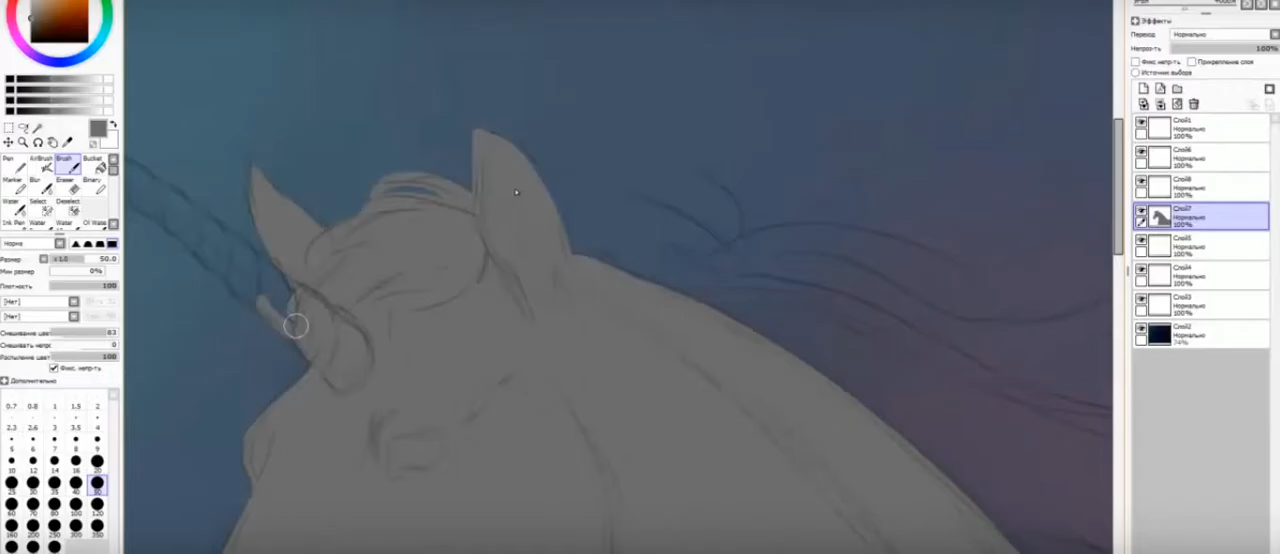 Pen AirBrush Brush Bucket
Marker Blur Eraser Binary
Water Select Deselect
Ink Pen Water Water Oil Wate
Норма
Размер x 1.0 50.0
Мин размер 0%
Плотность 100
[Нет]
[Нет]
Смешивание цве 83
Смешивать непрс 0
Распыление цве 100
Фикс. непр-ть
Дополнительно
0.7 0.8 1 1.5 2
2.3 2.6 3 3.5 4
5 6 7 8 9
10 12 14 16 20
25 30 35 40 50
60 70 80 100 120
160 200 250 300 350
Эффекты
Переход Нормально
Непроз-ть 100%
Фикс.непр-ть Прикрепление слоя
Источник выбора
Слой1
Нормально
100%
Слой6
Нормально
100%
Слой8
Нормально
100%
Слой7
Нормально
100%
Слой5
Нормально
100%
Слой4
Нормально
100%
Слой3
Нормально
100%
Слой2
Нормально
74%